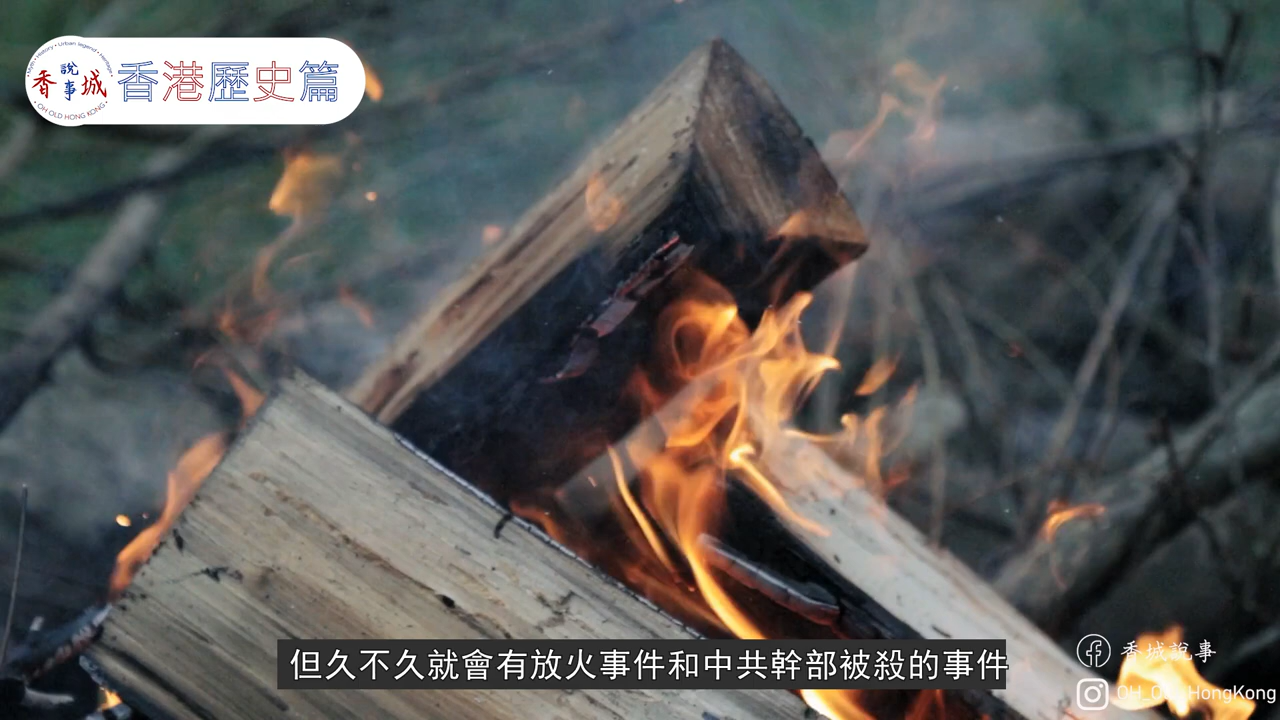 香城說事
OH OLD HONG KONG
香港歷史篇
但久不久就會有放火事件和中共幹部被殺的事件
香城說事
OH_Old_HongKong